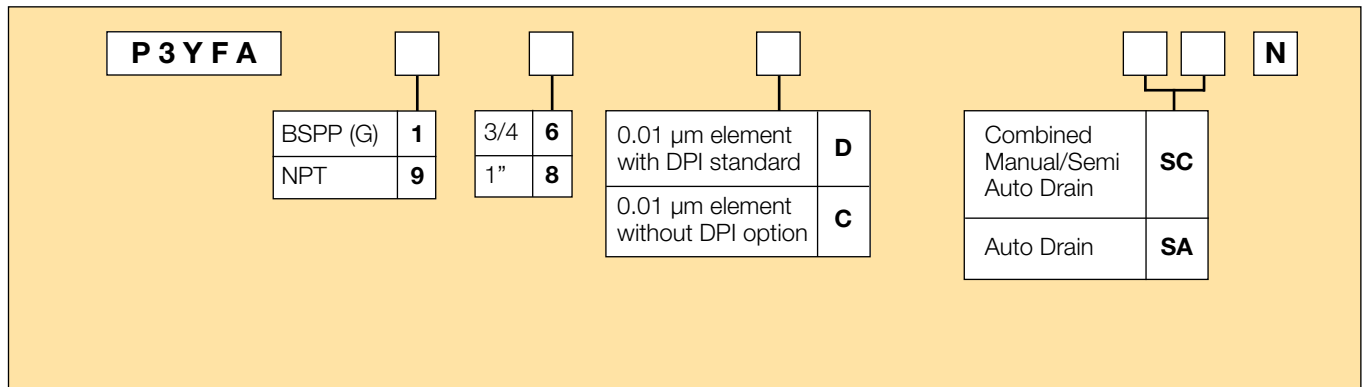 P3YFA N
BSPP (G) 1
NPT 9
3/4 6
1” 8
0.01 µm element
with DPI standard
D
0.01 µm element
without DPI option
C
Combined
Manual/Semi
Auto Drain
SC
Auto Drain SA